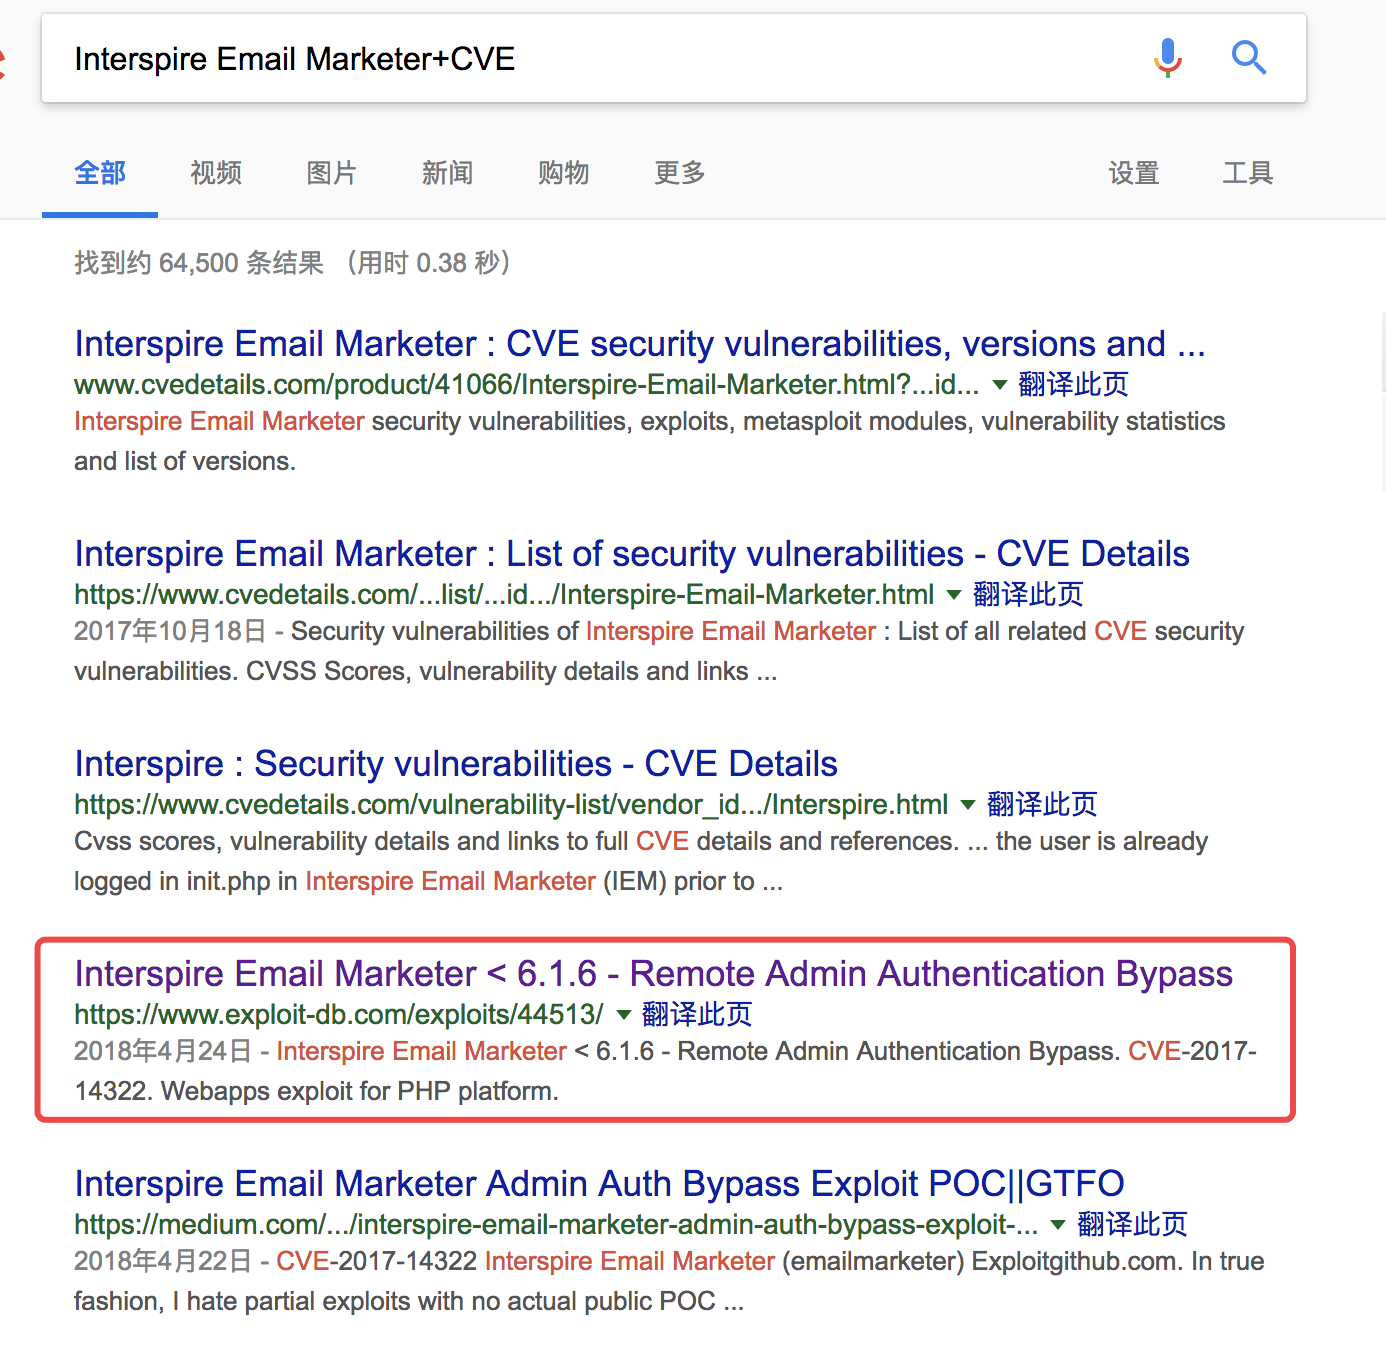 Interspire Email Marketer+CVE
全部 视频 图片 新闻 购物 更多 设置 工具
找到约 64,500 条结果 （用时 0.38 秒）
Interspire Email Marketer : CVE security vulnerabilities, versions and ...
www.cvedetails.com/product/41066/Interspire-Email-Marketer.html?...id... 翻译此页
Interspire Email Marketer security vulnerabilities, exploits, metasploit modules, vulnerability statistics
and list of versions.
Interspire Email Marketer : List of security vulnerabilities - CVE Details
https://www.cvedetails.com/...list/...id.../Interspire-Email-Marketer.html 翻译此页
2017年10月18日 - Security vulnerabilities of Interspire Email Marketer : List of all related CVE security
vulnerabilities. CVSS Scores, vulnerability details and links ...
Interspire : Security vulnerabilities - CVE Details
https://www.cvedetails.com/vulnerability-list/vendor_id.../Interspire.html 翻译此页
Cvss scores, vulnerability details and links to full CVE details and references. ... the user is already
logged in init.php in Interspire Email Marketer (IEM) prior to ...
Interspire Email Marketer < 6.1.6 - Remote Admin Authentication Bypass
https://www.exploit-db.com/exploits/44513/ 翻译此页
2018年4月24日 - Interspire Email Marketer < 6.1.6 - Remote Admin Authentication Bypass. CVE-2017-
14322. Webapps exploit for PHP platform.
Interspire Email Marketer Admin Auth Bypass Exploit POC||GTFO
https://medium.com/.../interspire-email-marketer-admin-auth-bypass-exploit-... 翻译此页
2018年4月22日 - CVE-2017-14322 Interspire Email Marketer (emailmarketer) Exploitgithub.com. In true
fashion, I hate partial exploits with no actual public POC ...